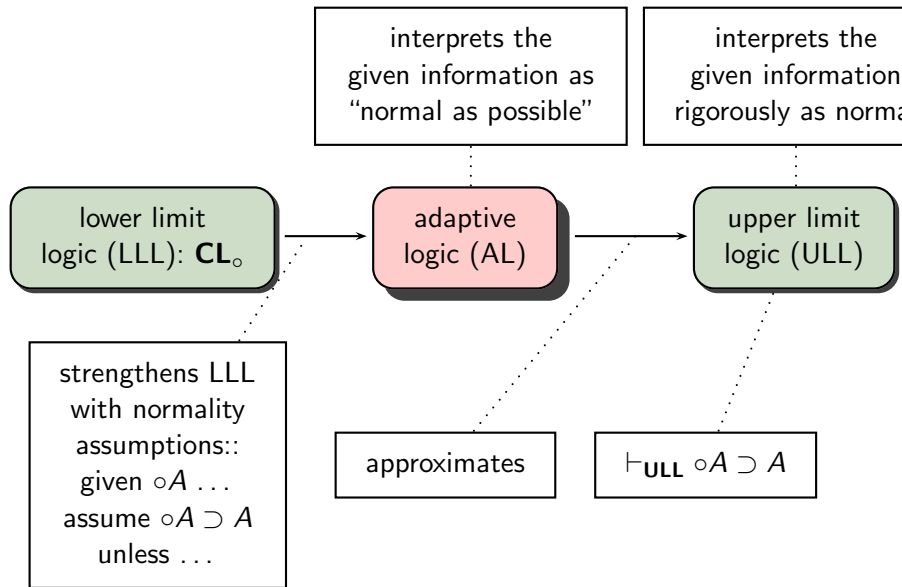 interprets the
given information as
“normal as possible”
interprets the
given information
rigorously as
lower limit
logic (LLL): CL∘
adaptive
logic (AL)
upper limit
logic (ULL)
strengthens LLL
with normality
assumptions::
given ∘A . . .
assume ∘A ⊃ A
unless . . .
approximates
⊢ULL ∘A ⊃ A